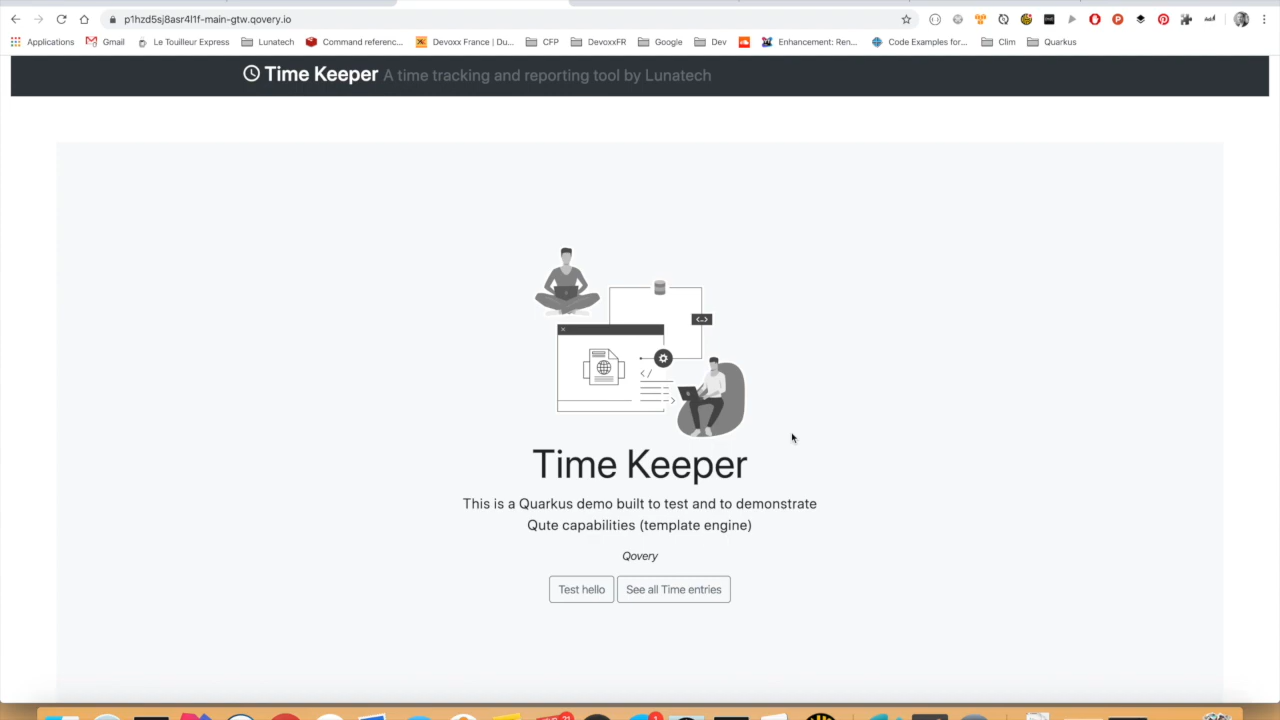 p1hzd5sj8asr4l1f-main-gtw.qovery.io
Applications Gmail Le Touilleur Express Lunatech Command referenc... Devoxx France | Du... CFP DevoxxFR Google Dev Enhancement: Ren... Code Examples for... Clim Quarkus
Time Keeper A time tracking and reporting tool by Lunatech
Time Keeper
This is a Quarkus demo built to test and to demonstrate
Qute capabilities (template engine)
Qovery
Test hello See all Time entries